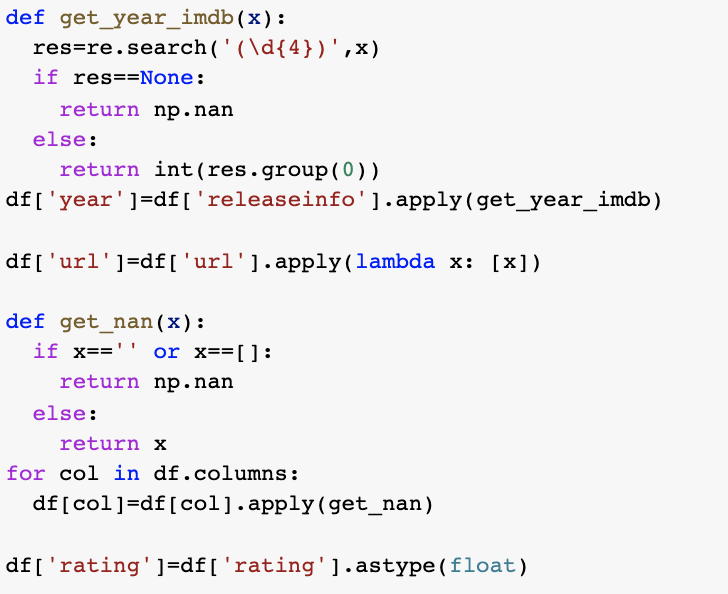 def get_year_imdb(x):
  res=re.search('(\d{4})',x)
  if res==None:
    return np.nan
  else:
    return int(res.group(0))
df['year']=df['releaseinfo'].apply(get_year_imdb)

df['url']=df['url'].apply(lambda x: [x])

def get_nan(x):
  if x=='' or x==[]:
    return np.nan
  else:
    return x
for col in df.columns:
  df[col]=df[col].apply(get_nan)

df['rating']=df['rating'].astype(float)